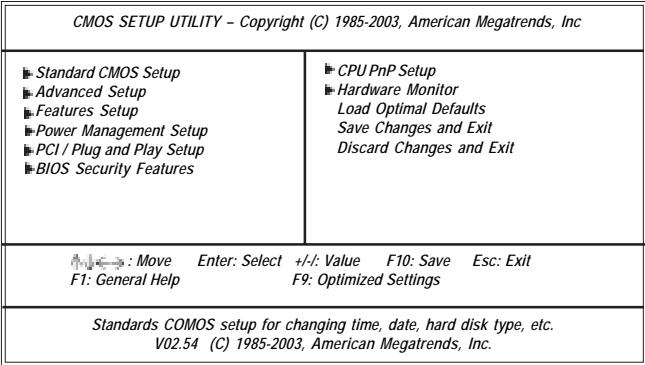 CMOS SETUP UTILITY – Copyright (C) 1985-2003, American Megatrends, Inc
Standard CMOS Setup
Advanced Setup
Features Setup
Power Management Setup
PCI / Plug and Play Setup
BIOS Security Features
CPU PnP Setup
Hardware Monitor
Load Optimal Defaults
Save Changes and Exit
Discard Changes and Exit
↑↓←→ : Move Enter: Select +/-/: Value F10: Save Esc: Exit
F1: General Help F9: Optimized Settings
Standards COMOS setup for changing time, date, hard disk type, etc.
V02.54 (C) 1985-2003, American Megatrends, Inc.